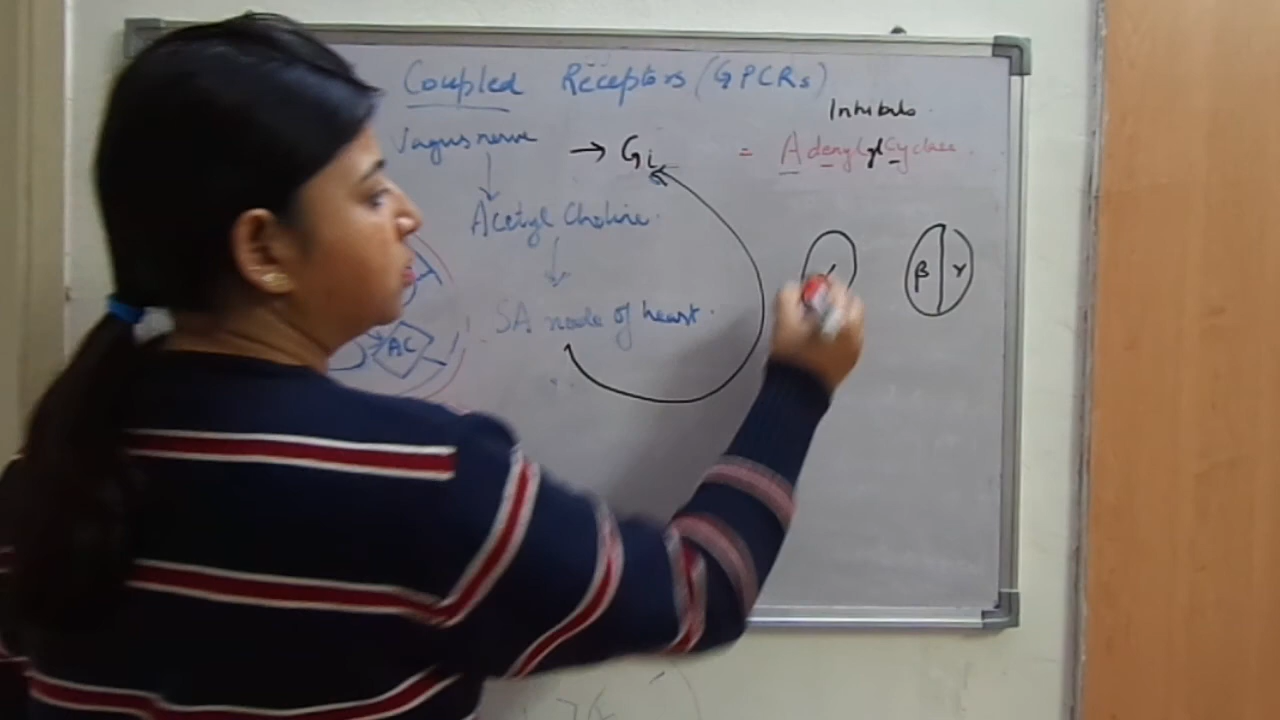 Coupled Receptors (GPCRs)
Inhibits.
Vagus nerve → Gi = Adenylyl Cyclase.
Acetyl Choline.
β γ
SA node of heart.
AC